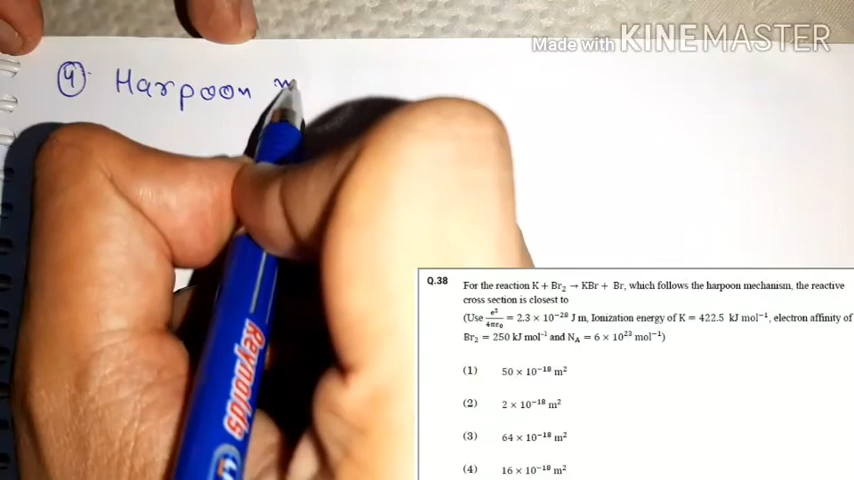 Made with KINEMASTER
4. Harpoon m
Reynolds
Q.38 For the reaction K + Br₂ → KBr + Br, which follows the harpoon mechanism, the reactive
cross section is closest to
(Use e²/4πε₀ = 2.3 × 10⁻²⁸ J m, Ionization energy of K = 422.5 kJ mol⁻¹, electron affinity of
Br₂ = 250 kJ mol⁻¹ and N_A = 6 × 10²³ mol⁻¹)
(1) 50 × 10⁻¹⁸ m²
(2) 2 × 10⁻¹⁸ m²
(3) 64 × 10⁻¹⁸ m²
(4) 16 × 10⁻¹⁸ m²